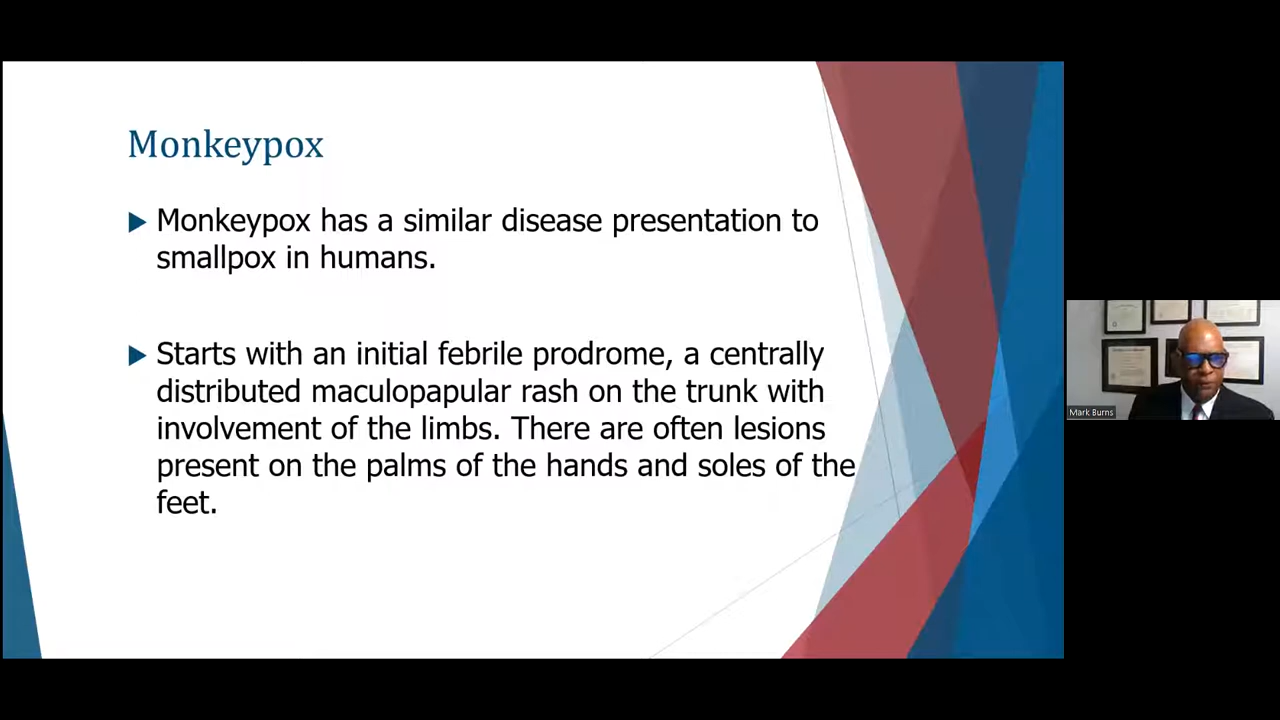 Monkeypox
Monkeypox has a similar disease presentation to
smallpox in humans.
Starts with an initial febrile prodrome, a centrally
distributed maculopapular rash on the trunk with
involvement of the limbs. There are often lesions
present on the palms of the hands and soles of the
feet.
Mark Burns